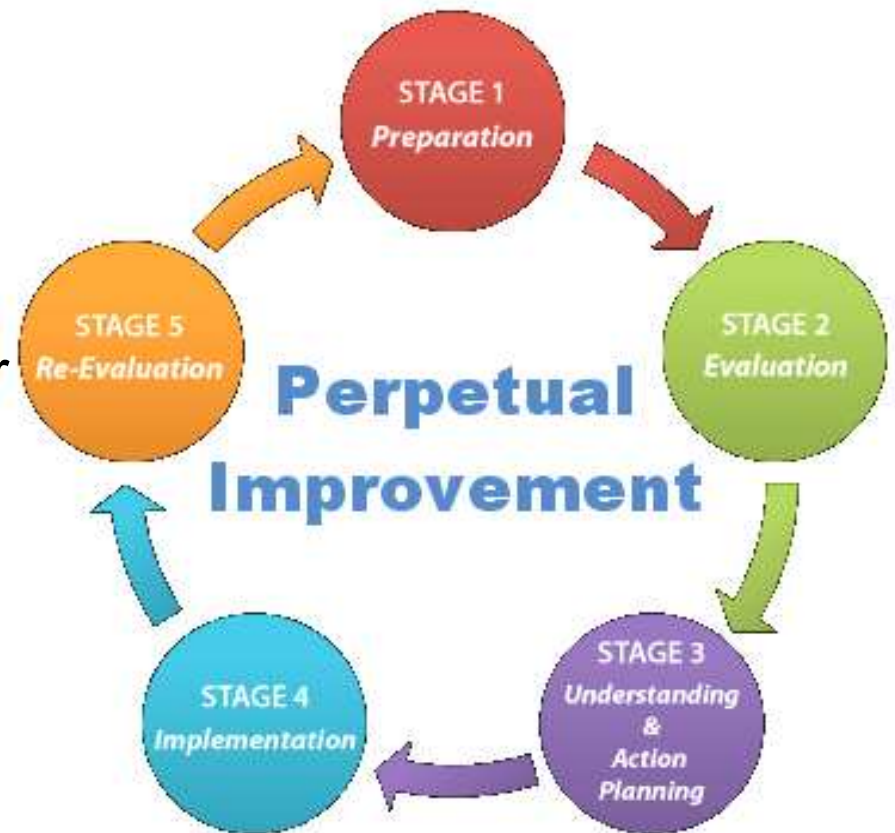 STAGE 1
Preparation
STAGE 2
Evaluation
STAGE 3
Understanding
&
Action
Planning
STAGE 4
Implementation
STAGE 5
Re-Evaluation
Perpetual
Improvement